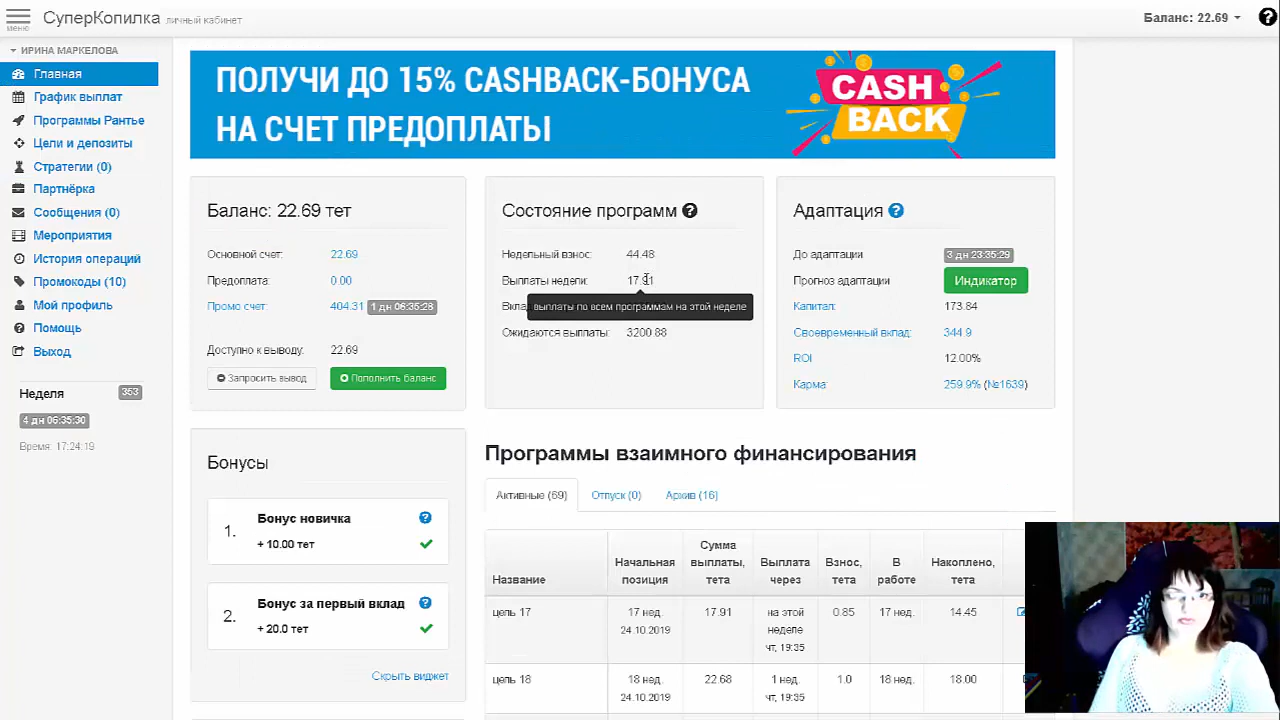 меню
СуперКопилка личный кабинет
Баланс: 22.69
ИРИНА МАРКЕЛОВА
Главная
График выплат
Программы Рантье
Цели и депозиты
Стратегии (0)
Партнёрка
Сообщения (0)
Мероприятия
История операций
Промокоды (10)
Мой профиль
Помощь
Выход
Неделя 353
4 дн 06:35:30
Время: 17:24:19
ПОЛУЧИ ДО 15% CASHBACK-БОНУСА
НА СЧЕТ ПРЕДОПЛАТЫ
CASH
BACK
Баланс: 22.69 тет
Основной счет: 22.69
Предоплата: 0.00
Промо счет: 404.31 1 дн 06:35:28
Доступно к выводу: 22.69
Запросить вывод Пополнить баланс
Состояние программ
Недельный взнос: 44.48
Выплаты недели: 17.91
Вкла
выплаты по всем программам на этой неделе
Ожидаются выплаты: 3200.88
Адаптация
До адаптации 3 дн 23:35:29
Прогноз адаптации Индикатор
Капитал: 173.84
Своевременный вклад: 344.9
ROI 12.00%
Карма: 259.9% (№1639)
Бонусы
1. Бонус новичка
+ 10.00 тет
2. Бонус за первый вклад
+ 20.0 тет
Скрыть виджет
Программы взаимного финансирования
Активные (69) Отпуск (0) Архив (16)
Название
Начальная позиция
Сумма выплаты, тета
Выплата через
Взнос, тета
В работе
Накоплено, тета
цель 17
17 нед. 24.10.2019
17.91
на этой неделе чт, 19:35
0.85
17 нед.
14.45
цель 18
18 нед. 24.10.2019
22.68
1 нед. чт, 19:35
1.0
18 нед.
18.00